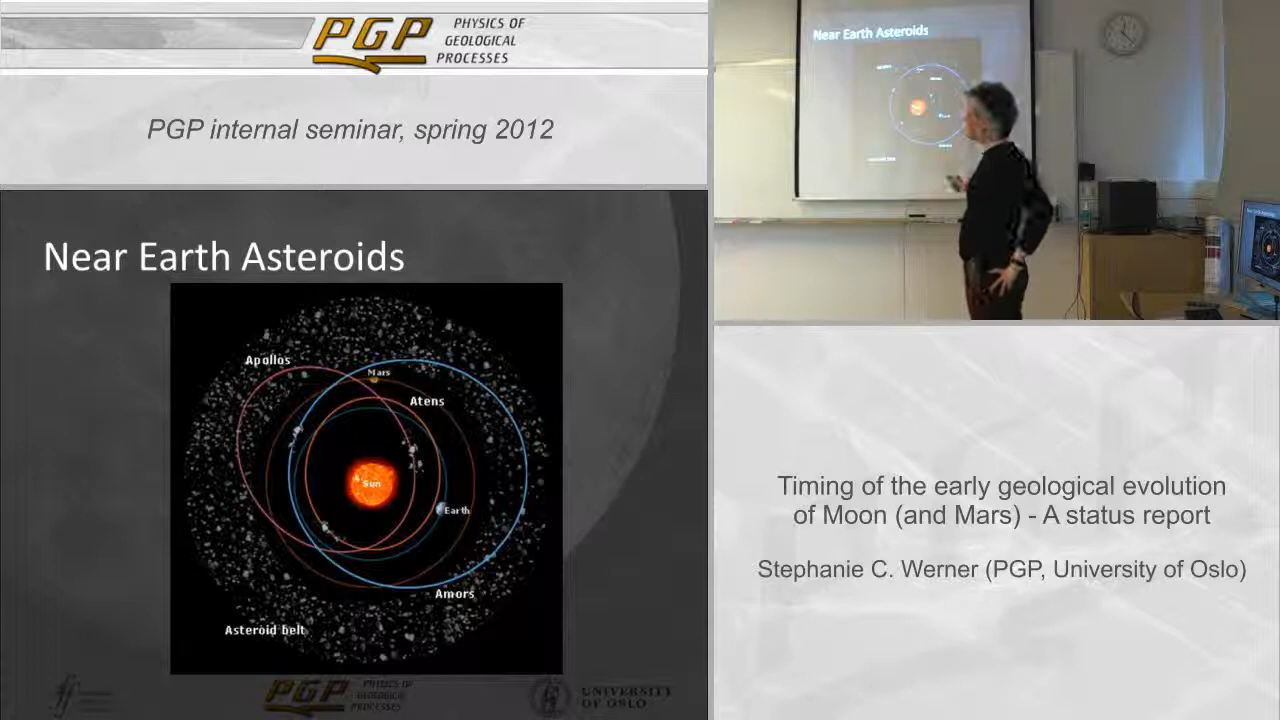 PGP
PHYSICS OF
GEOLOGICAL
PROCESSES
PGP internal seminar, spring 2012
Near Earth Asteroids
Apollos
Mars
Atens
Sun
Earth
Amors
Asteroid belt
PGP
PHYSICS OF
GEOLOGICAL
PROCESSES
UNIVERSITY
OF OSLO
Near Earth Asteroids
Timing of the early geological evolution
of Moon (and Mars) - A status report
Stephanie C. Werner (PGP, University of Oslo)